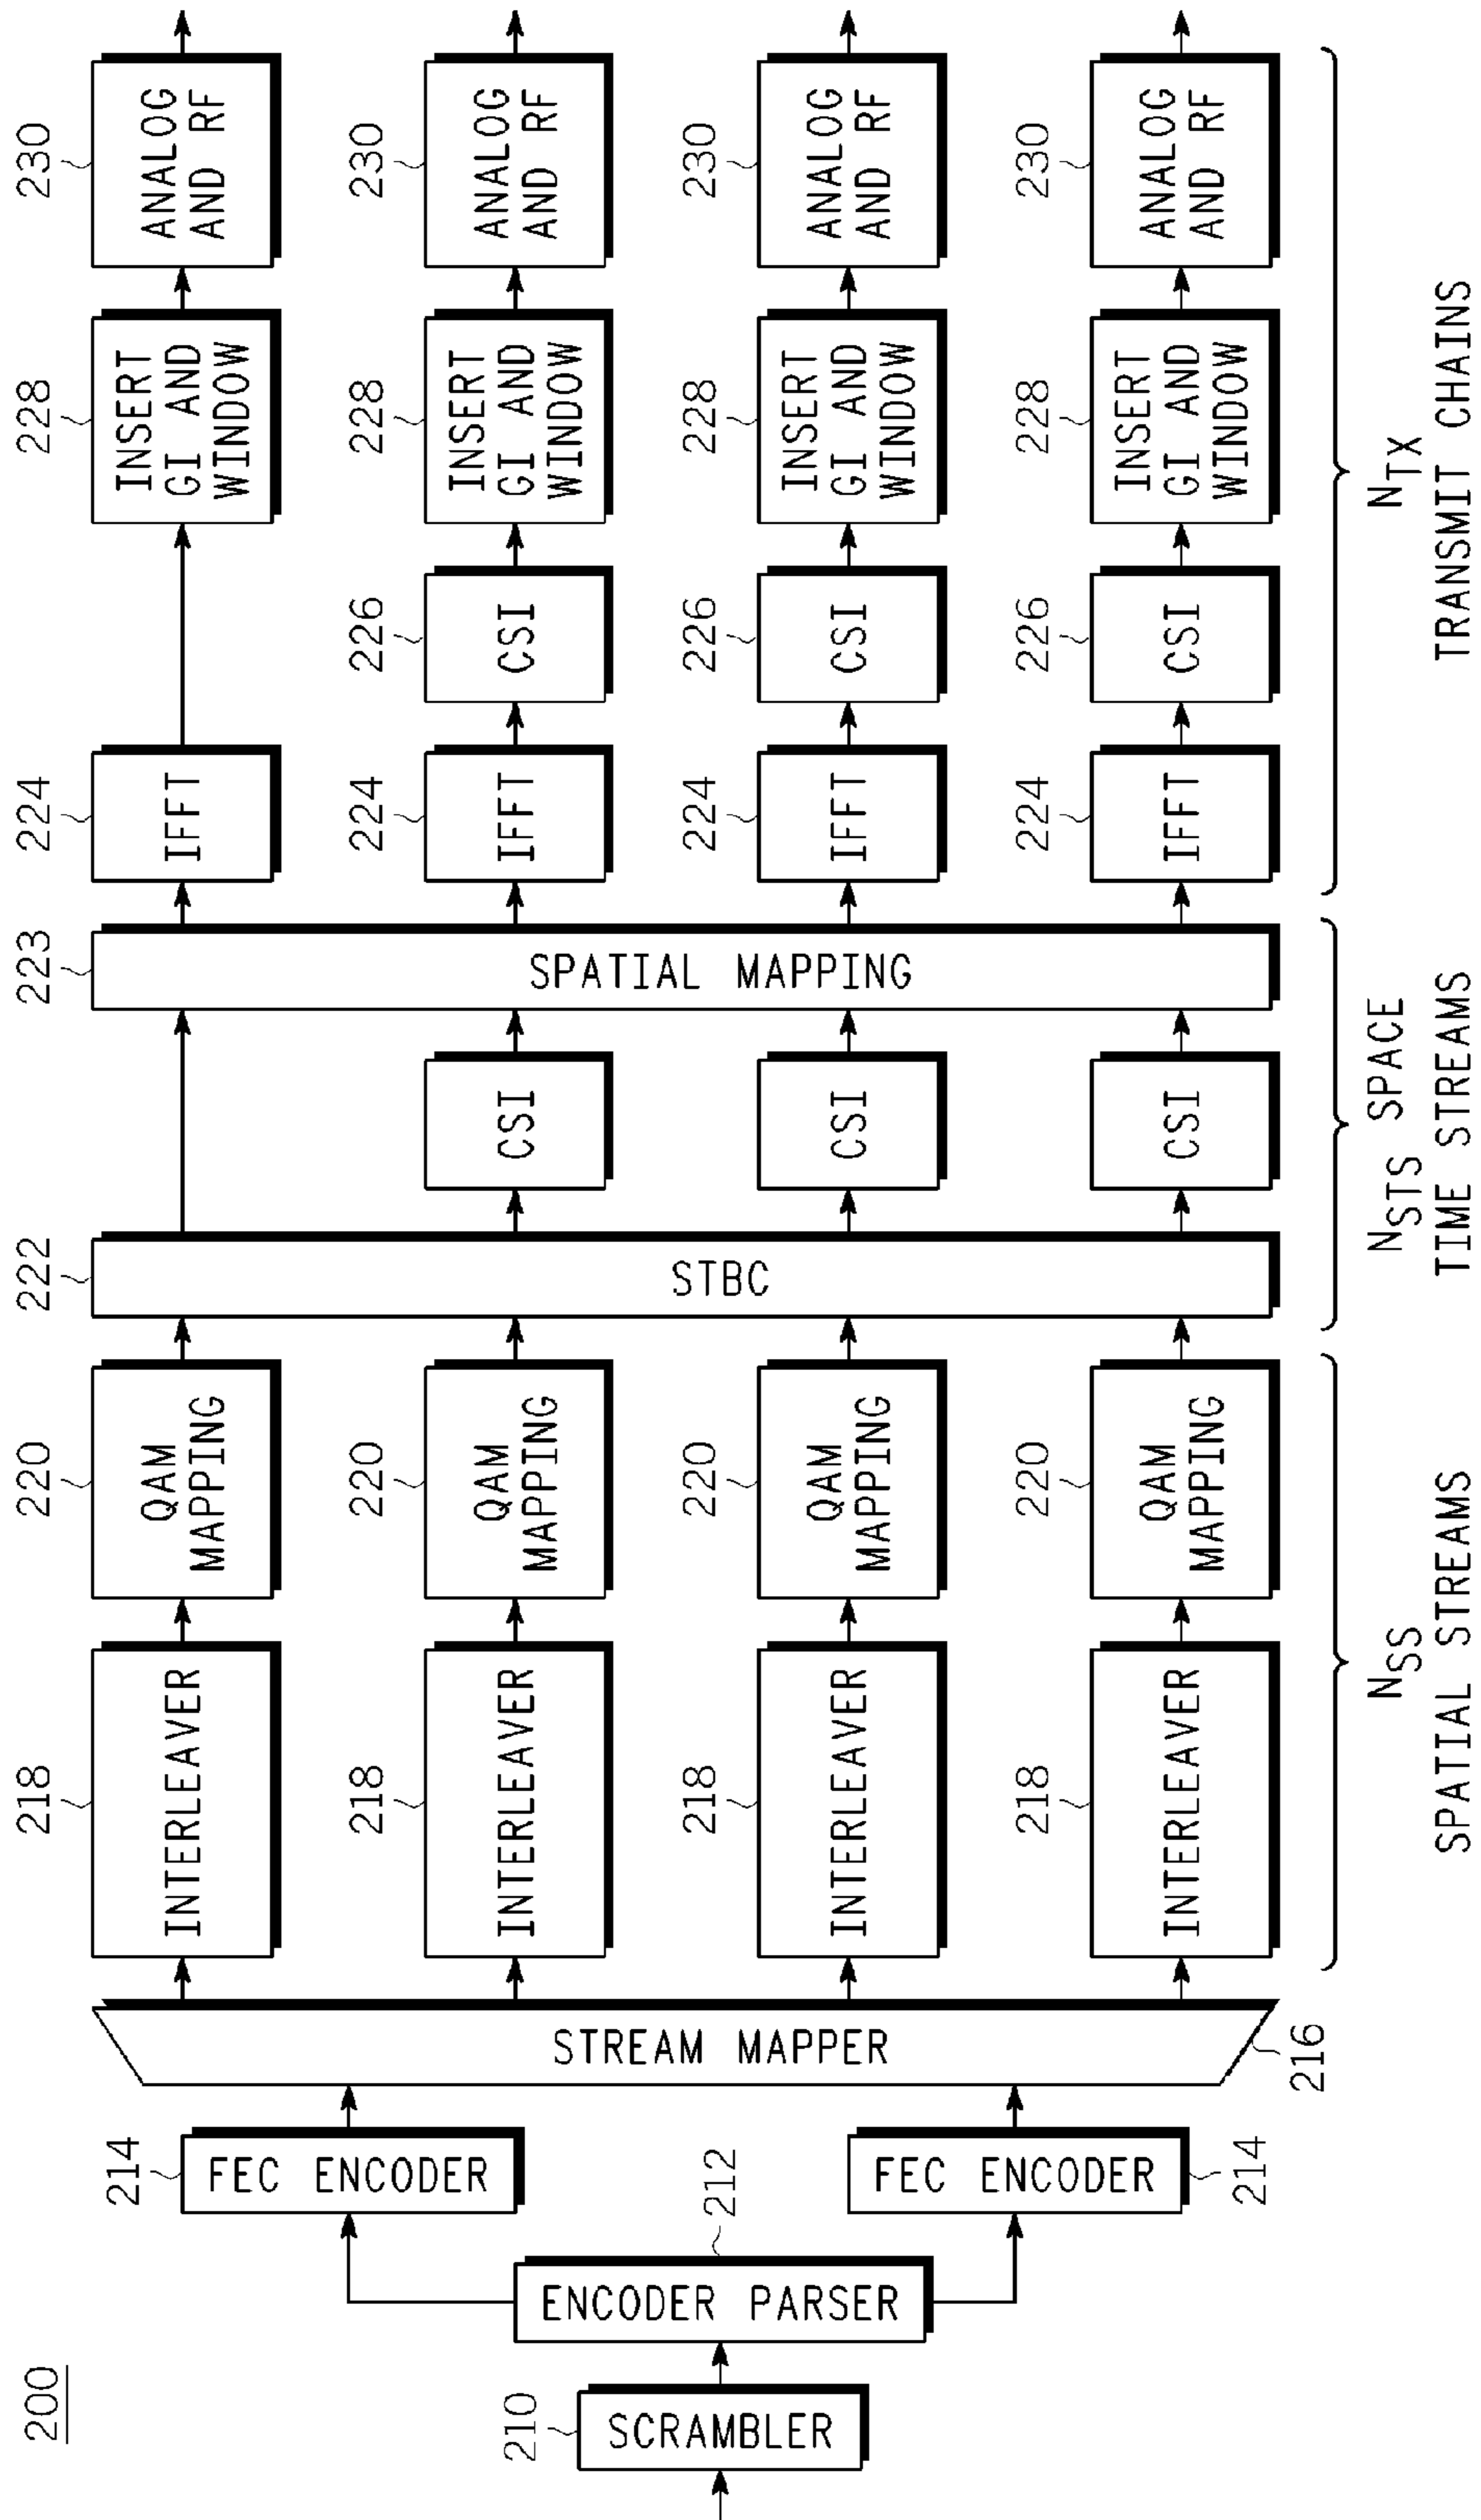 200
210
SCRAMBLER
212
ENCODER PARSER
214
FEC ENCODER
FEC ENCODER
214
STREAM MAPPER
216
218
INTERLEAVER
220
QAM
MAPPING
218
INTERLEAVER
220
QAM
MAPPING
218
INTERLEAVER
220
QAM
MAPPING
218
INTERLEAVER
220
QAM
MAPPING
NSS
SPATIAL STREAMS
222
STBC
CSI
CSI
CSI
223
SPATIAL MAPPING
NSTS SPACE
TIME STREAMS
224
IFFT
228
INSERT
GI AND
WINDOW
230
ANALOG
AND RF
224
IFFT
226
CSI
228
INSERT
GI AND
WINDOW
230
ANALOG
AND RF
224
IFFT
226
CSI
228
INSERT
GI AND
WINDOW
230
ANALOG
AND RF
224
IFFT
226
CSI
228
INSERT
GI AND
WINDOW
230
ANALOG
AND RF
NTX
TRANSMIT CHAINS